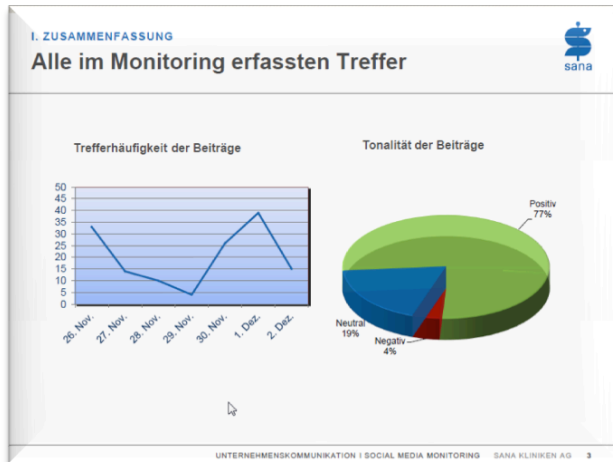 I. ZUSAMMENFASSUNG
Alle im Monitoring erfassten Treffer
sana
Trefferhäufigkeit der Beiträge
50
45
40
35
30
25
20
15
10
5
0
26. Nov.
27. Nov.
28. Nov.
29. Nov.
30. Nov.
1. Dez.
2. Dez.
Tonalität der Beiträge
Positiv
77%
Neutral
19%
Negativ
4%
UNTERNEHMENSKOMMUNIKATION I SOCIAL MEDIA MONITORING SANA KLINIKEN AG 3